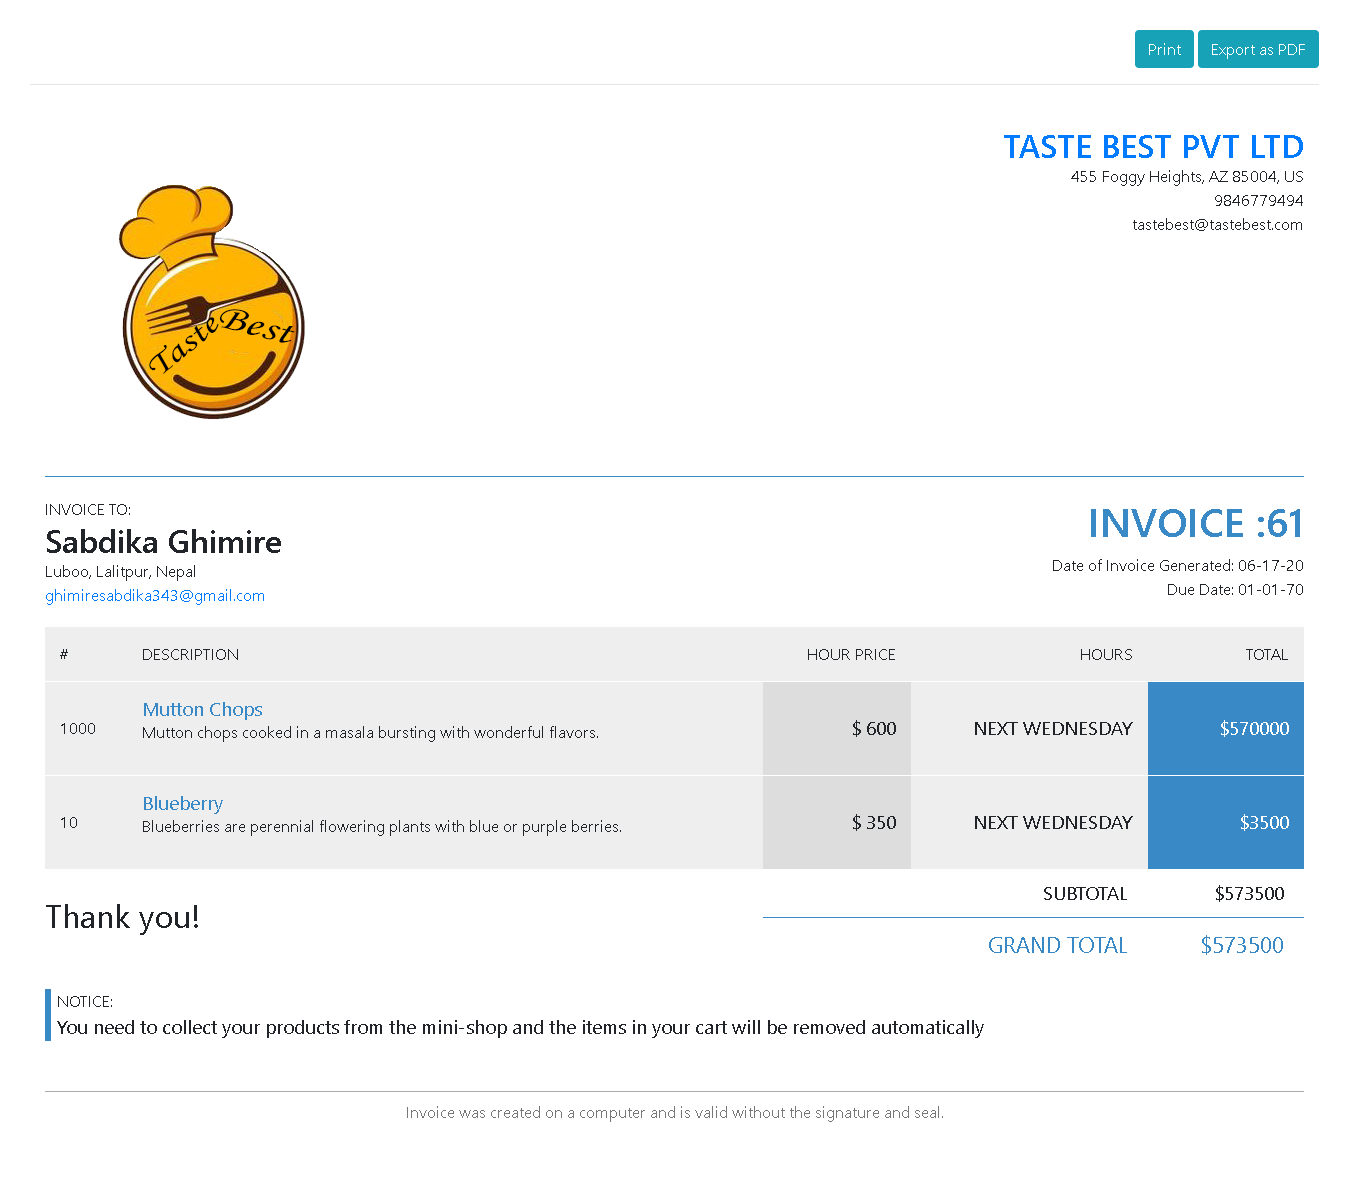 Print Export as PDF
TASTE BEST PVT LTD
455 Foggy Heights, AZ 85004, US
9846779494
tastebest@tastebest.com
TasteBest
INVOICE TO:
Sabdika Ghimire
Luboo, Lalitpur, Nepal
ghimiresabdika343@gmail.com
INVOICE :61
Date of Invoice Generated: 06-17-20
Due Date: 01-01-70
# DESCRIPTION HOUR PRICE HOURS TOTAL
1000 Mutton Chops $ 600 NEXT WEDNESDAY $570000
Mutton chops cooked in a masala bursting with wonderful flavors.
10 Blueberry $ 350 NEXT WEDNESDAY $3500
Blueberries are perennial flowering plants with blue or purple berries.
SUBTOTAL $573500
GRAND TOTAL $573500
Thank you!
NOTICE:
You need to collect your products from the mini-shop and the items in your cart will be removed automatically
Invoice was created on a computer and is valid without the signature and seal.